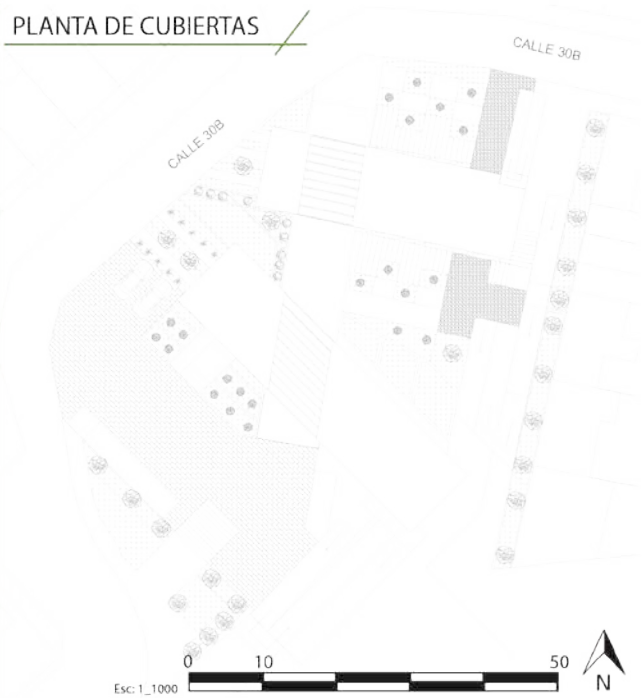 PLANTA DE CUBIERTAS
CALLE 30B
CALLE 30B
0 10 50
Esc: 1_1000
N